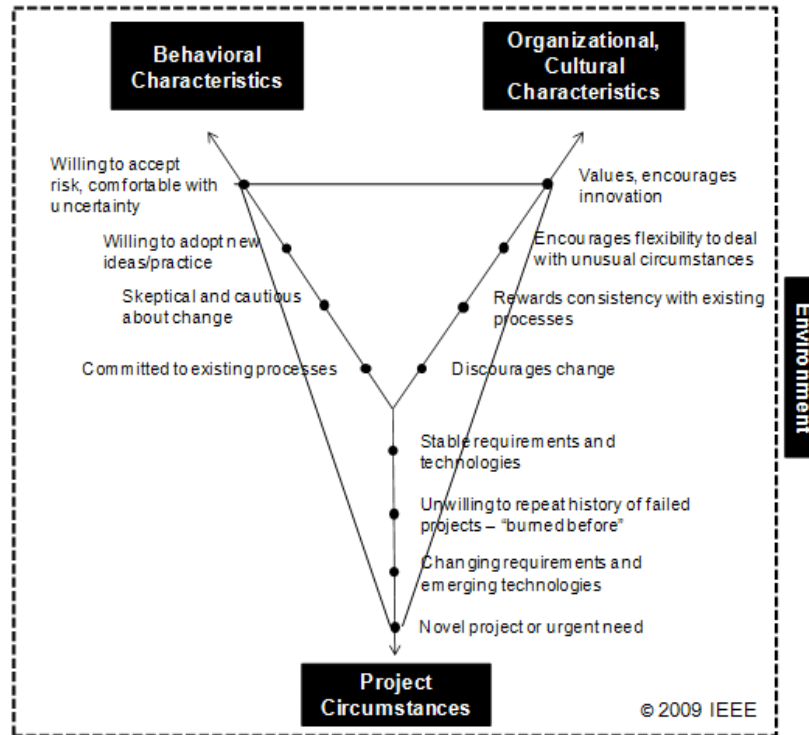 Behavioral
Characteristics
Organizational,
Cultural
Characteristics
Willing to accept
risk, comfortable with
uncertainty
Values, encourages
innovation
Willing to adopt new
ideas/practice
Encourages flexibility to deal
with unusual circumstances
Skeptical and cautious
about change
Rewards consistency with existing
processes
Committed to existing processes
Discourages change
Environment
Stable requirements and
technologies
Unwilling to repeat history of failed
projects – “burned before”
Changing requirements and
emerging technologies
Novel project or urgent need
Project
Circumstances
© 2009 IEEE